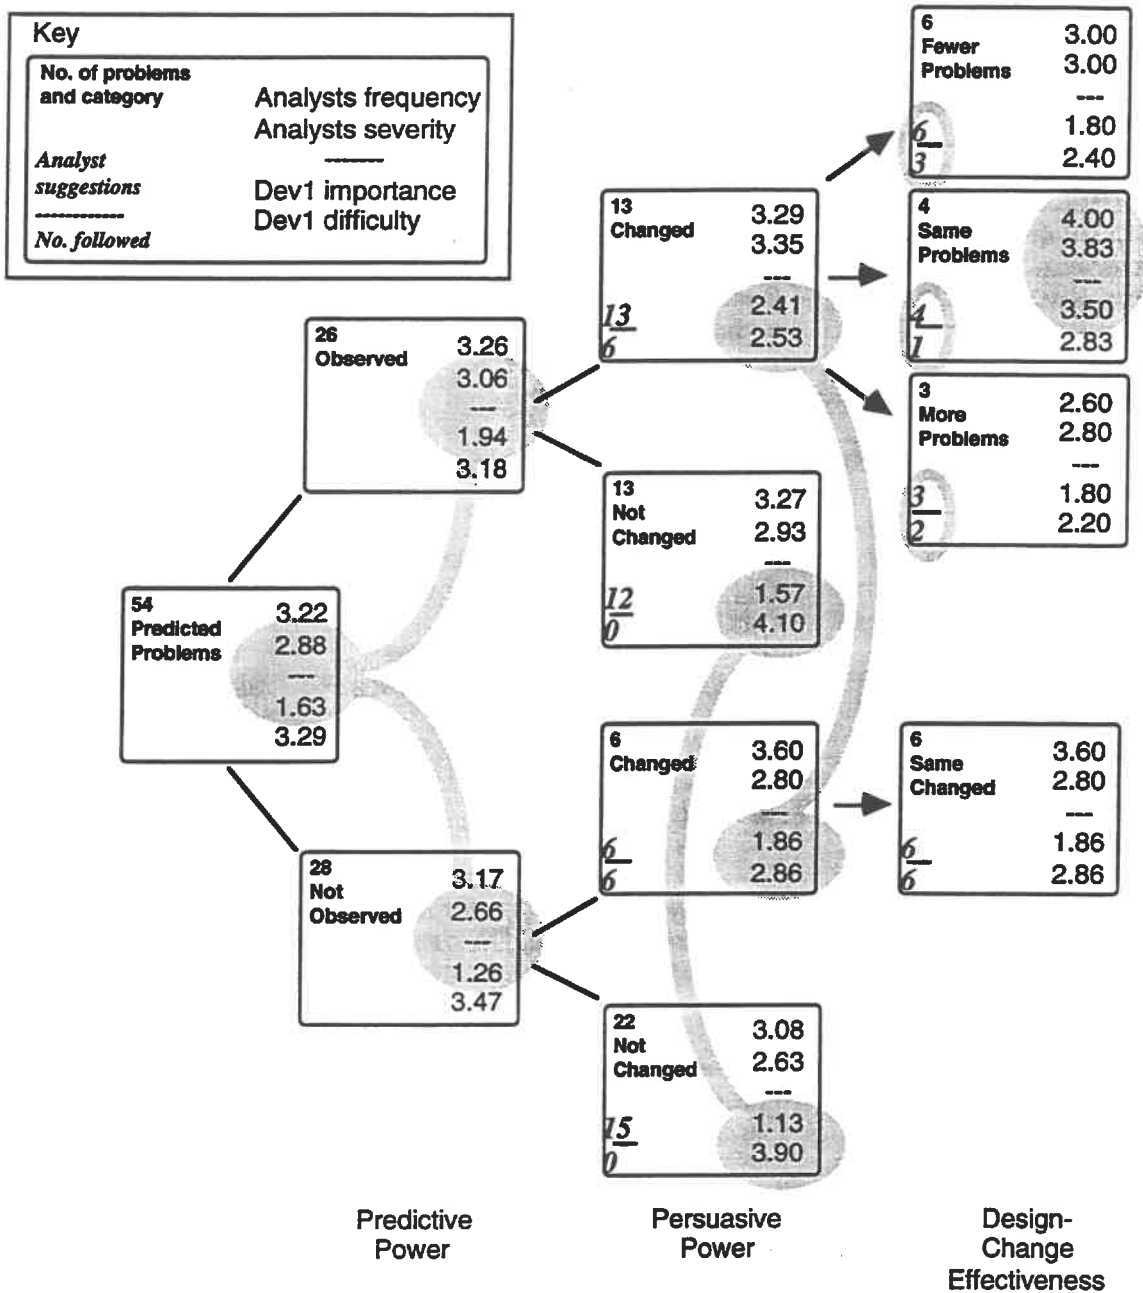 Key
No. of problems
and category
Analysts frequency
Analysts severity
Analyst
suggestions
-----------
No. followed
------
Dev1 importance
Dev1 difficulty
6
Fewer
Problems
3.00
3.00
---
1.80
2.40
6
3
13
Changed
3.29
3.35
---
2.41
2.53
13
6
4
Same
Problems
4.00
3.83
---
3.50
2.83
4
1
26
Observed
3.26
3.06
---
1.94
3.18
3
More
Problems
2.60
2.80
---
1.80
2.20
3
2
13
Not
Changed
3.27
2.93
---
1.57
4.10
12
0
54
Predicted
Problems
3.22
2.88
---
1.63
3.29
6
Changed
3.60
2.80
---
1.86
2.86
6
6
6
Same
Changed
3.60
2.80
---
1.86
2.86
6
6
28
Not
Observed
3.17
2.66
---
1.26
3.47
22
Not
Changed
3.08
2.63
---
1.13
3.90
15
0
Predictive
Power
Persuasive
Power
Design-
Change
Effectiveness